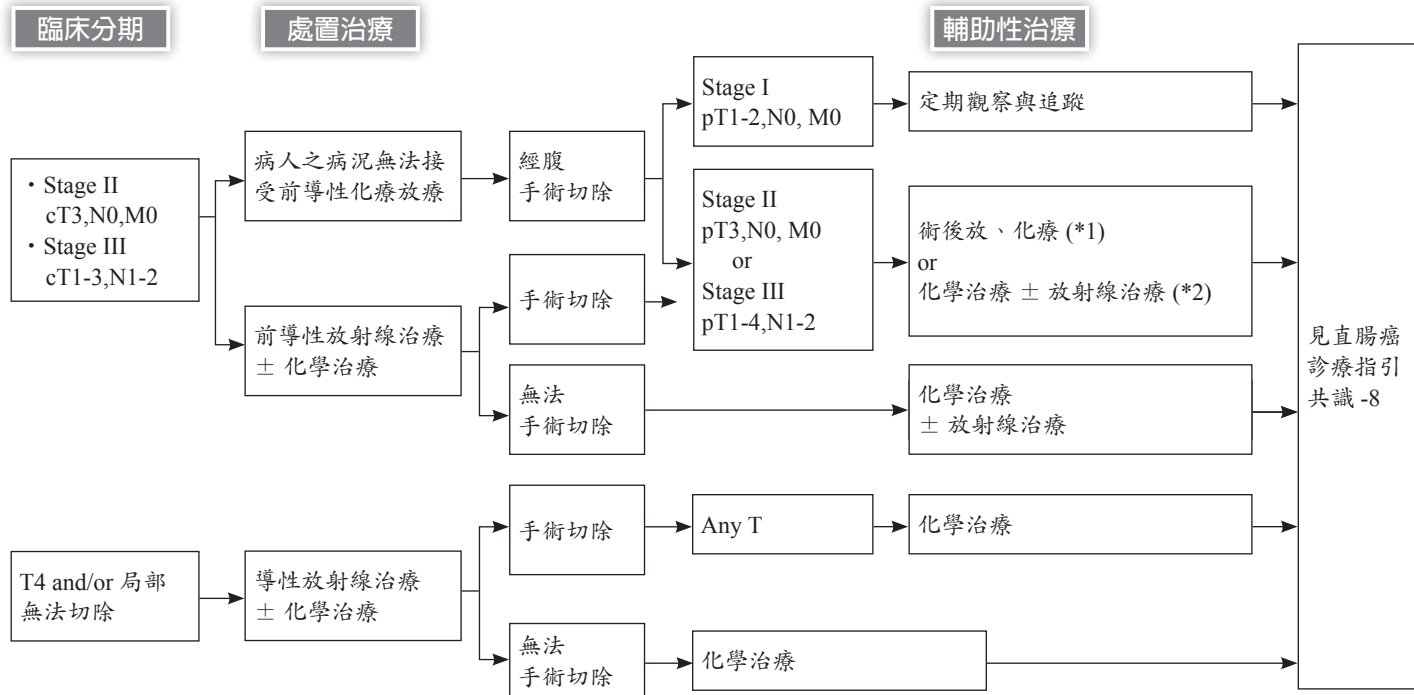 臨床分期
處置治療
輔助性治療
・Stage II
cT3,N0,M0
・Stage III
cT1-3,N1-2
病人之病況無法接
受前導性化療放療
經腹
手術切除
Stage I
pT1-2,N0, M0
定期觀察與追蹤
Stage II
pT3,N0, M0
or
Stage III
pT1-4,N1-2
術後放、化療 (*1)
or
化學治療 ± 放射線治療 (*2)
前導性放射線治療
± 化學治療
手術切除
無法
手術切除
化學治療
± 放射線治療
T4 and/or 局部
無法切除
導性放射線治療
± 化學治療
手術切除
Any T
化學治療
無法
手術切除
化學治療
見直腸癌
診療指引
共識 -8